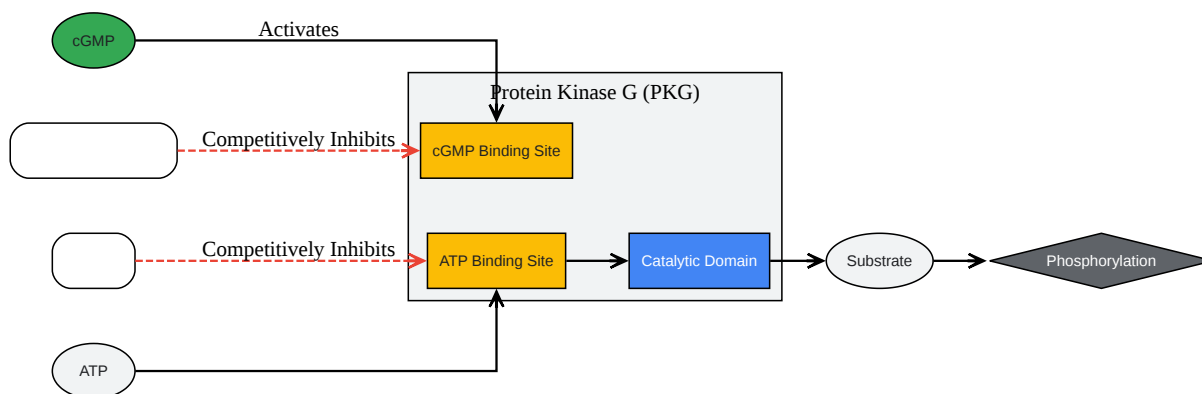 Activates
cGMP
Protein Kinase G (PKG)
Competitively Inhibits
cGMP Binding Site
Competitively Inhibits
ATP Binding Site
Catalytic Domain
Substrate
Phosphorylation
ATP